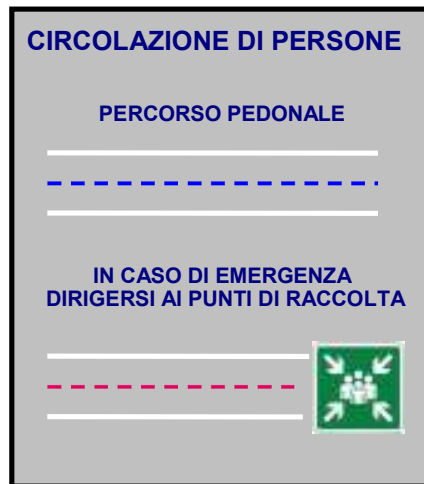 CIRCOLAZIONE DI PERSONE
PERCORSO PEDONALE
IN CASO DI EMERGENZA
DIRIGERSI AI PUNTI DI RACCOLTA